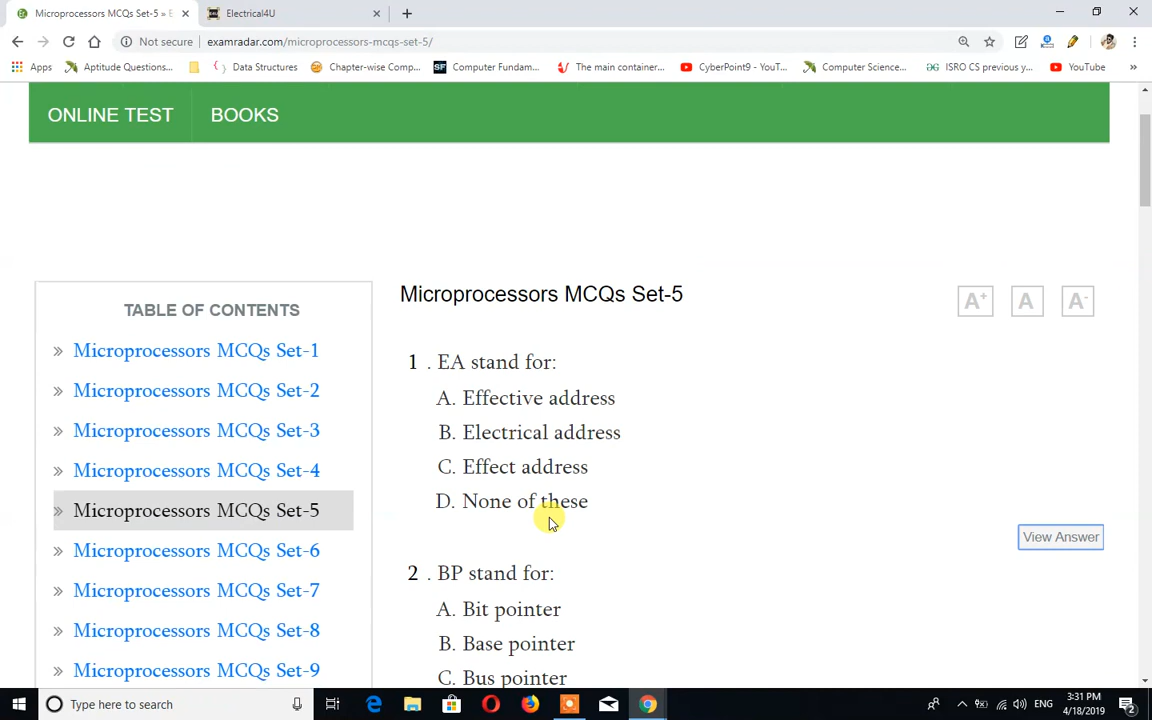 Microprocessors MCQs Set-5 » E
Electrical4U
Not secure
examradar.com/microprocessors-mcqs-set-5/
Apps
Aptitude Questions...
Data Structures
Chapter-wise Comp...
Computer Fundam...
The main container...
CyberPoint9 - YouT...
Computer Science...
ISRO CS previous y...
YouTube
»
ONLINE TEST
BOOKS
TABLE OF CONTENTS
» Microprocessors MCQs Set-1
» Microprocessors MCQs Set-2
» Microprocessors MCQs Set-3
» Microprocessors MCQs Set-4
» Microprocessors MCQs Set-5
» Microprocessors MCQs Set-6
» Microprocessors MCQs Set-7
» Microprocessors MCQs Set-8
» Microprocessors MCQs Set-9
Microprocessors MCQs Set-5
A+ A A-
1 . EA stand for:
A. Effective address
B. Electrical address
C. Effect address
D. None of these
View Answer
2 . BP stand for:
A. Bit pointer
B. Base pointer
C. Bus pointer
Type here to search
ENG
3:31 PM
4/18/2019
2